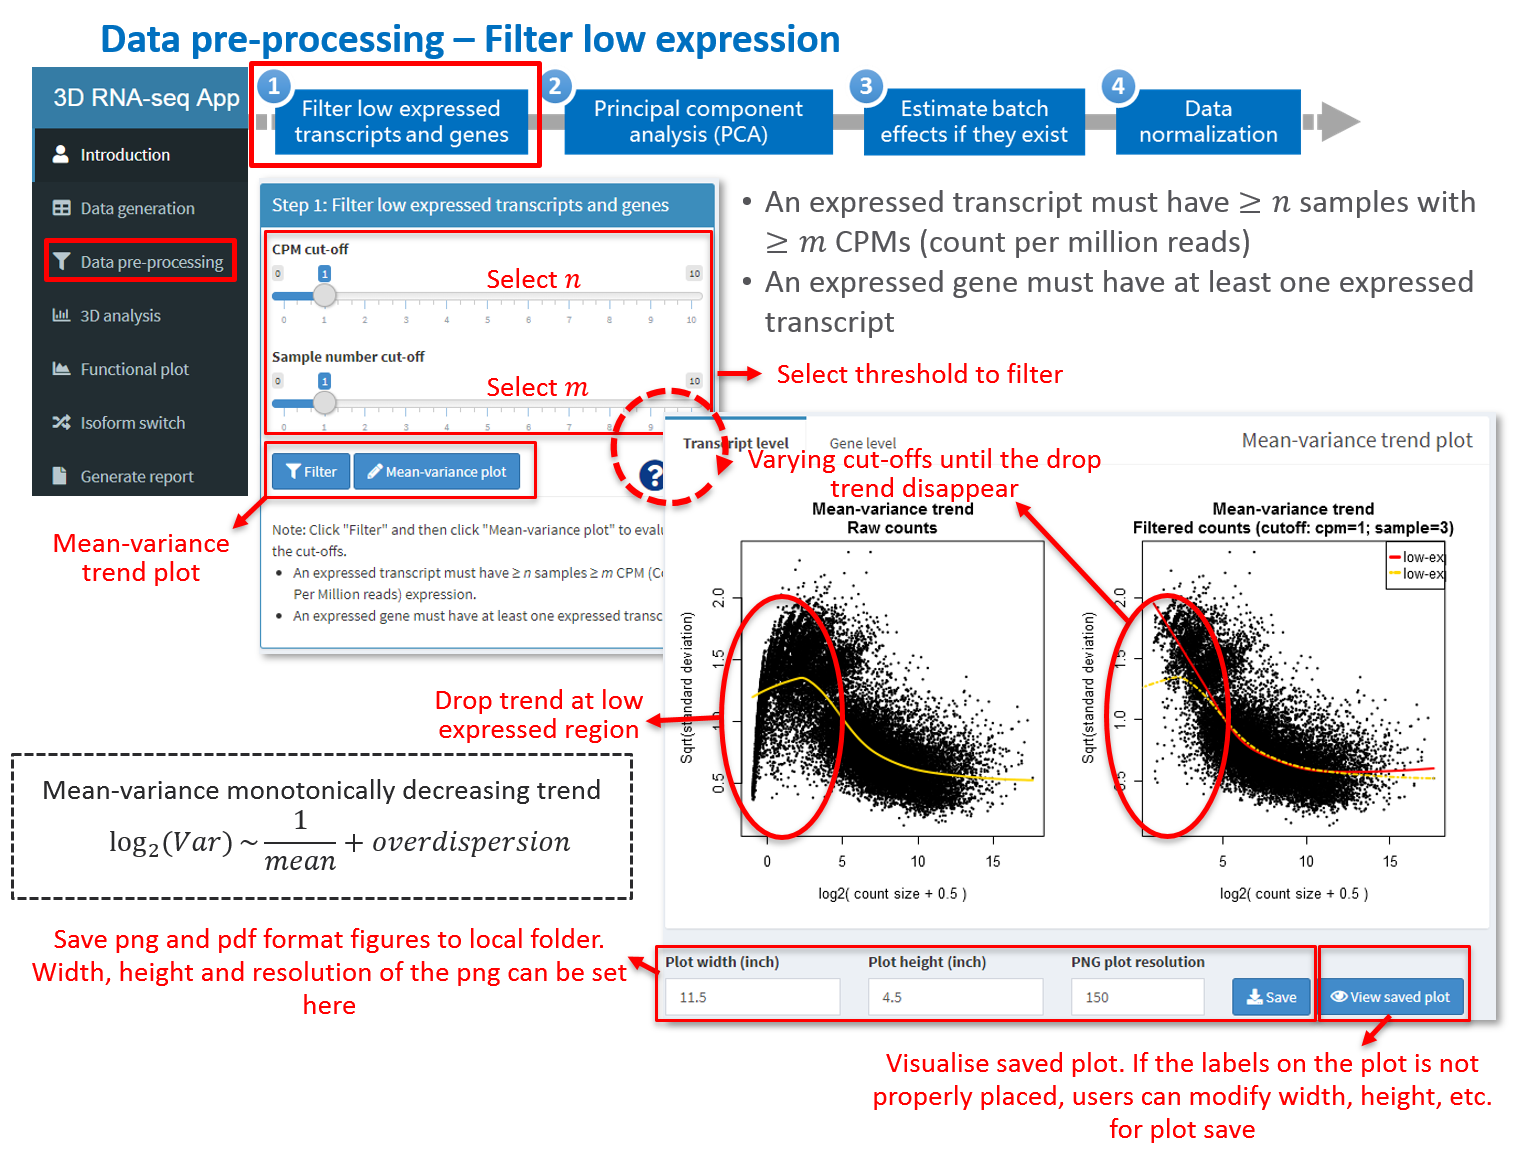 Data pre-processing – Filter low expression
3D RNA-seq App
Introduction
Data generation
Data pre-processing
3D analysis
Functional plot
Isoform switch
Generate report
1
Filter low expressed
transcripts and genes
2
Principal component
analysis (PCA)
3
Estimate batch
effects if they exist
4
Data
normalization
Step 1: Filter low expressed transcripts and genes
CPM cut-off
0 1 10
Select n
0 1 2 3 4 5 6 7 8 9 10
Sample number cut-off
0 1 10
Select m
0 1 2 3 4 5 6 7 8 9
Filter
Mean-variance plot
?
Note: Click "Filter" and then click "Mean-variance plot" to evalu
the cut-offs.
• An expressed transcript must have ≥ n samples ≥ m CPM (Co
Per Million reads) expression.
• An expressed gene must have at least one expressed transc
• An expressed transcript must have ≥ n samples with
≥ m CPMs (count per million reads)
• An expressed gene must have at least one expressed
transcript
Select threshold to filter
Mean-variance
trend plot
Transcript level
Gene level
Mean-variance trend plot
Varying cut-offs until the drop
trend disappear
Mean-variance trend
Raw counts
Sqrt(standard deviation)
2.0
1.5
1.0
0.5
0 5 10 15
log2( count size + 0.5 )
Mean-variance trend
Filtered counts (cutoff: cpm=1; sample=3)
low-exp
low-exp
Sqrt(standard deviation)
2.0
1.5
1.0
0.5
5 10 15
log2( count size + 0.5 )
Drop trend at low
expressed region
Mean-variance monotonically decreasing trend
log₂(Var) ~ 1/mean + overdispersion
Save png and pdf format figures to local folder.
Width, height and resolution of the png can be set
here
Plot width (inch)
11.5
Plot height (inch)
4.5
PNG plot resolution
150
Save
View saved plot
Visualise saved plot. If the labels on the plot is not
properly placed, users can modify width, height, etc.
for plot save